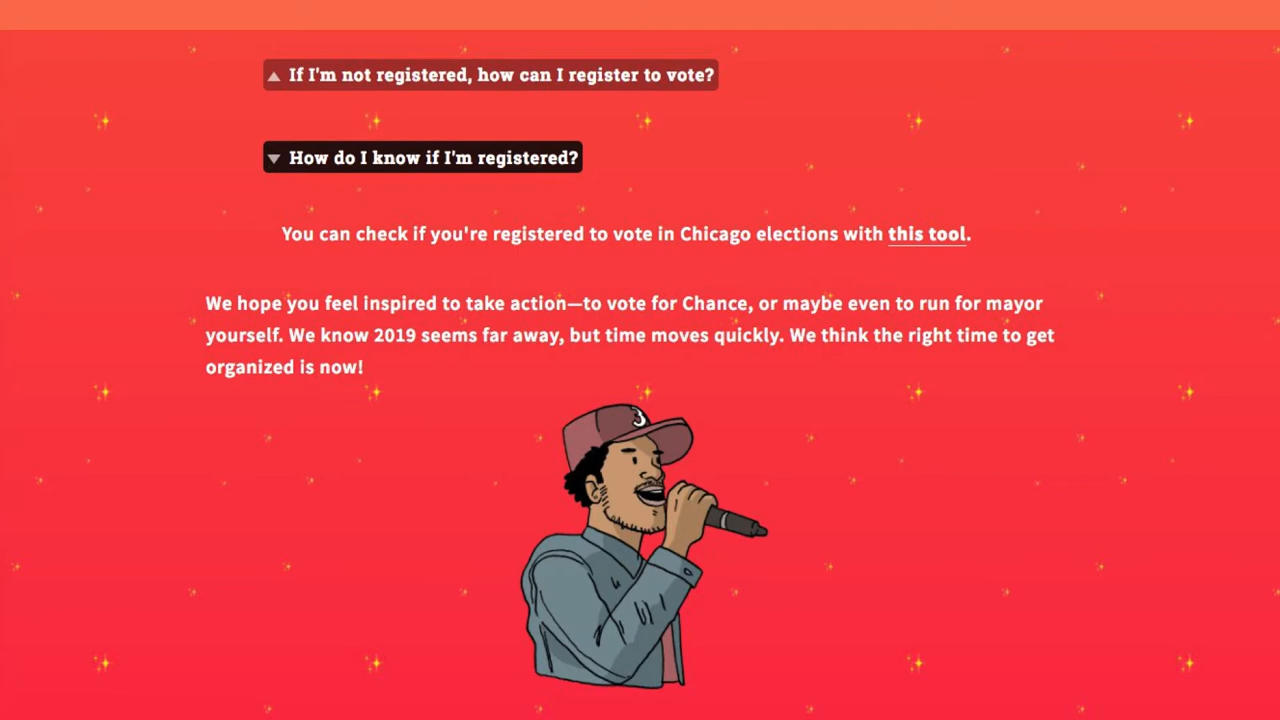 If I'm not registered, how can I register to vote?
How do I know if I'm registered?
You can check if you're registered to vote in Chicago elections with this tool.
We hope you feel inspired to take action—to vote for Chance, or maybe even to run for mayor
yourself. We know 2019 seems far away, but time moves quickly. We think the right time to get
organized is now!
3